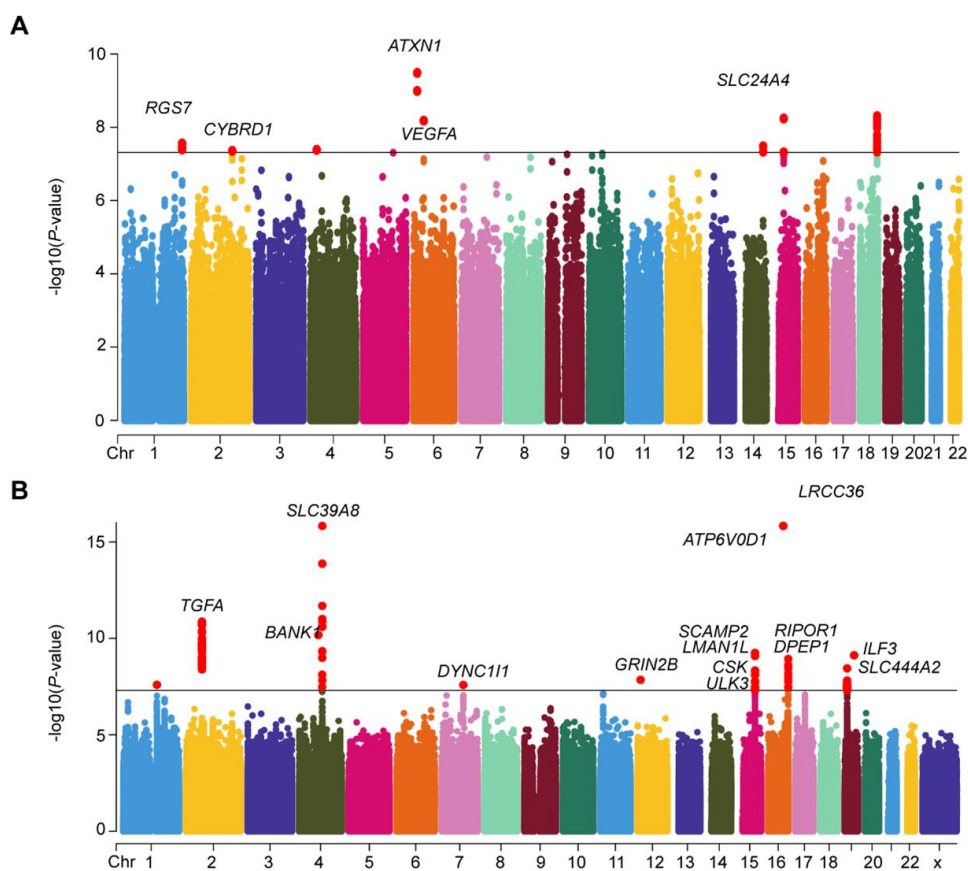 A
ATXN1
10
RGS7
SLC24A4
CYBRD1
VEGFA
8
6
4
2
0
-log10(P-value)
Chr 1 2 3 4 5 6 7 8 9 10 11 12 13 14 15 16 17 18 19 20 21 22
B
LRCC36
SLC39A8
ATP6V0D1
15
TGFA
BANK1
SCAMP2 RIPOR1
LMAN1L DPEP1 ILF3
10
DYNC1I1
GRIN2B
CSK SLC444A2
ULK3
5
0
-log10(P-value)
Chr 1 2 3 4 5 6 7 8 9 10 11 12 13 14 15 16 17 18 20 22 x